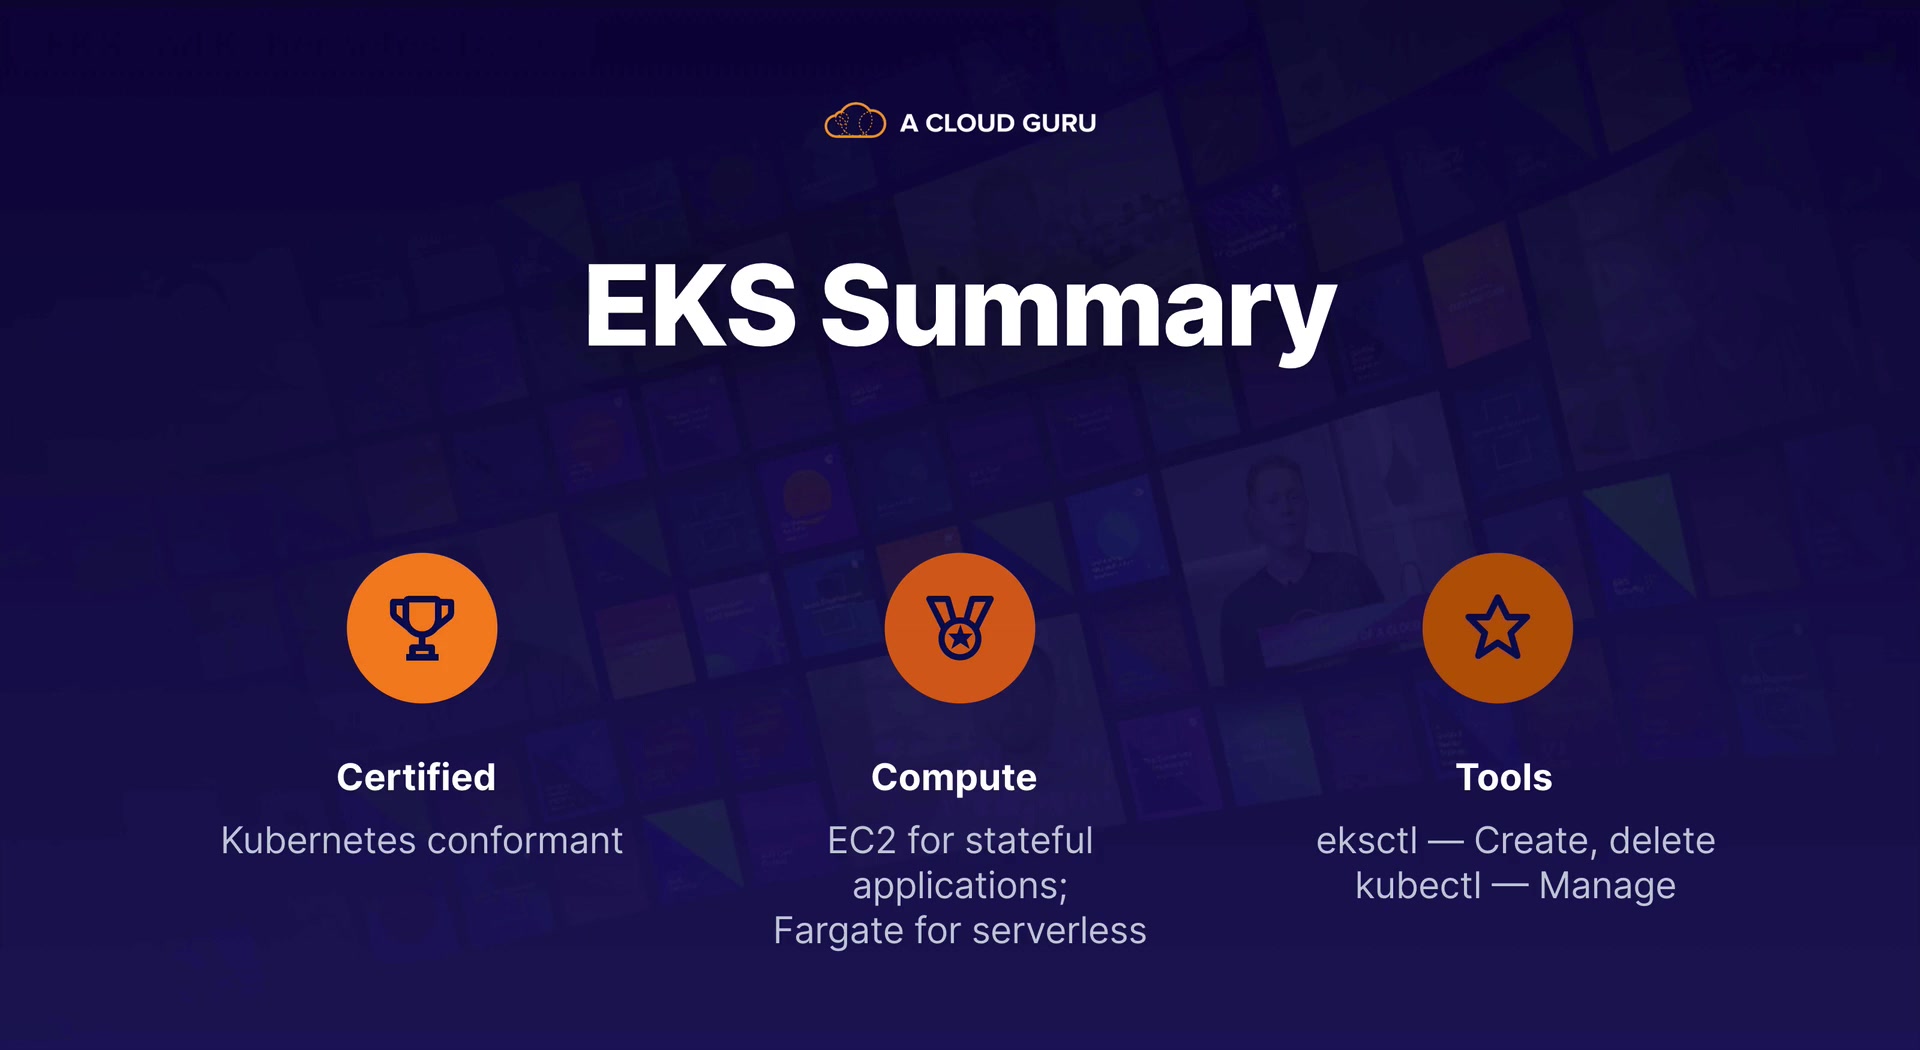 A CLOUD GURU
EKS Summary
Certified
Kubernetes conformant
Compute
EC2 for stateful
applications;
Fargate for serverless
Tools
eksctl — Create, delete
kubectl — Manage